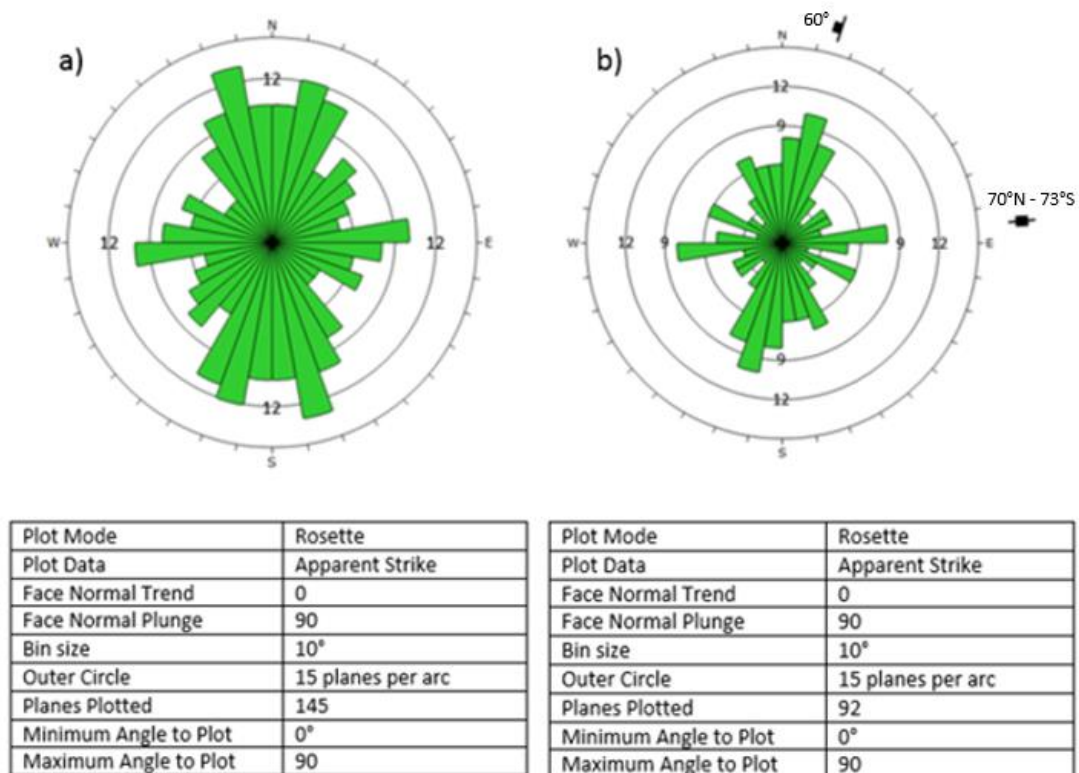 a)
N
12
W
12
12
E
12
S
b)
60°
N
12
9
70°N - 73°S
W
12
9
9
12
E
9
12
S
Plot Mode Rosette
Plot Data Apparent Strike
Face Normal Trend 0
Face Normal Plunge 90
Bin size 10°
Outer Circle 15 planes per arc
Planes Plotted 145
Minimum Angle to Plot 0°
Maximum Angle to Plot 90
Plot Mode Rosette
Plot Data Apparent Strike
Face Normal Trend 0
Face Normal Plunge 90
Bin size 10°
Outer Circle 15 planes per arc
Planes Plotted 92
Minimum Angle to Plot 0°
Maximum Angle to Plot 90